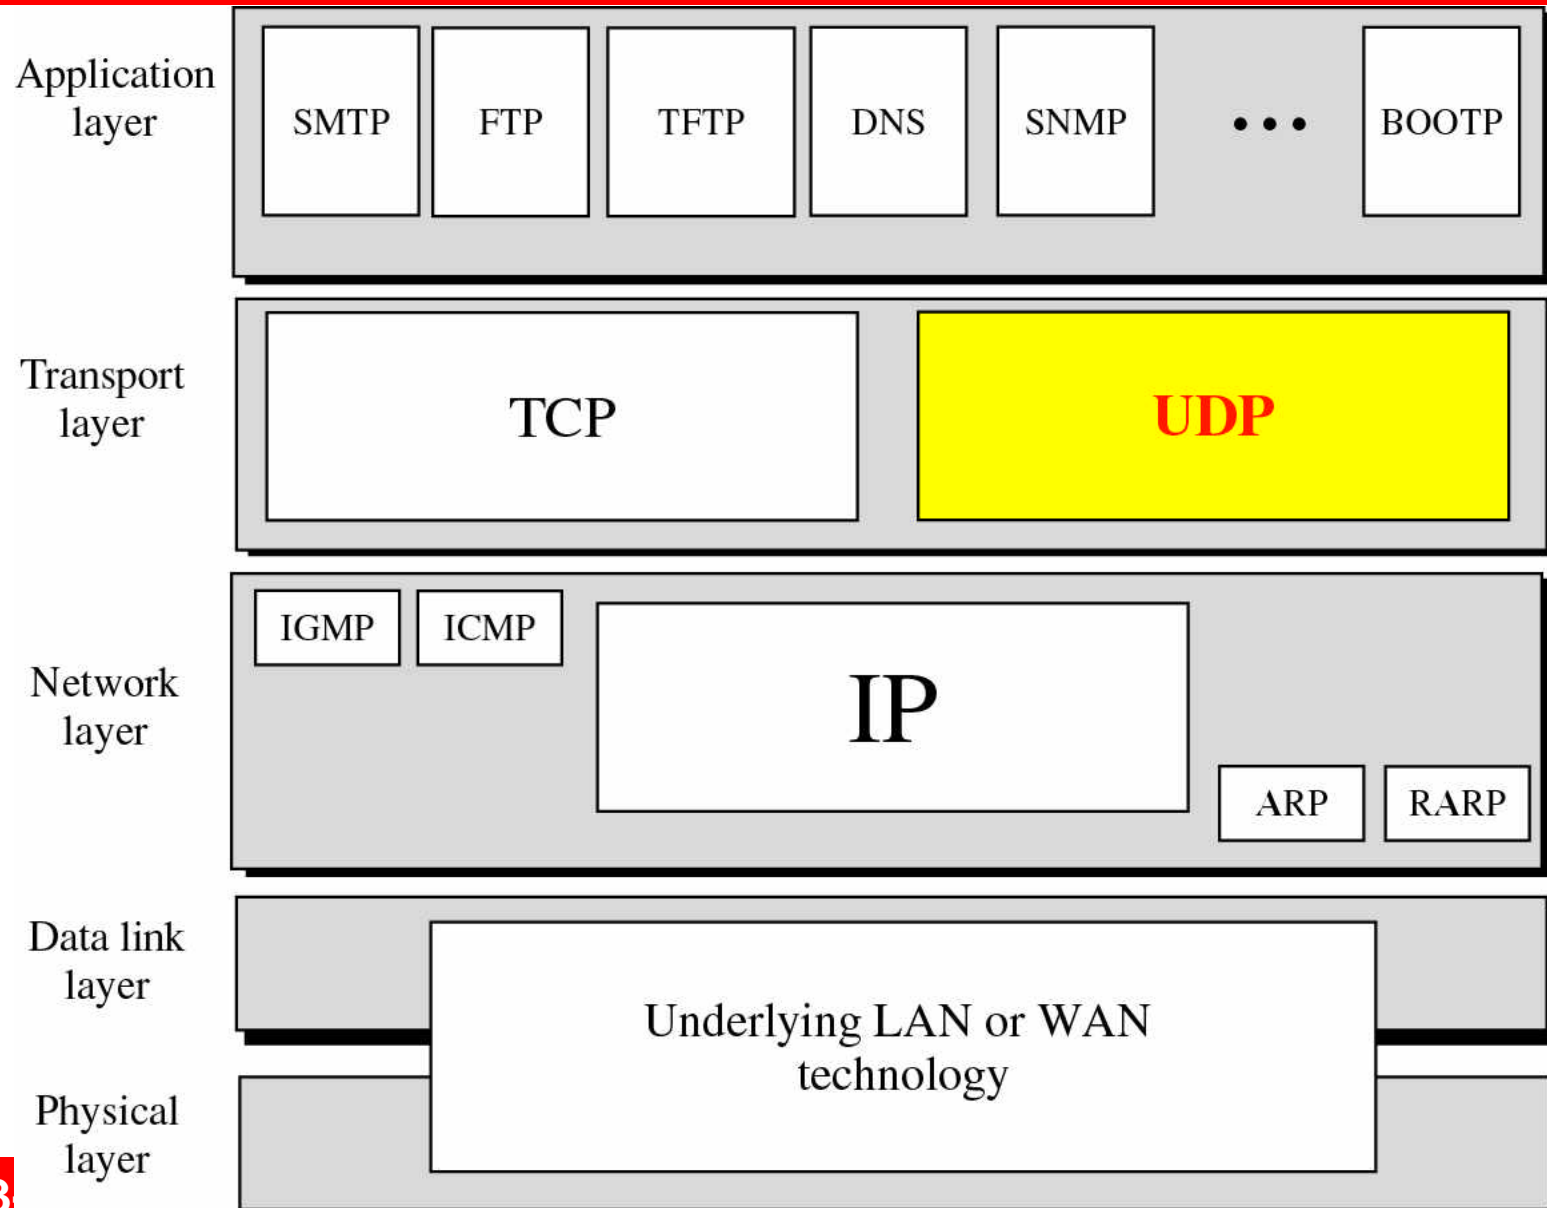 Application
layer
SMTP
FTP
TFTP
DNS
SNMP
• • •
BOOTP
Transport
layer
TCP
UDP
Network
layer
IGMP
ICMP
IP
ARP
RARP
Data link
layer
Underlying LAN or WAN
technology
Physical
layer